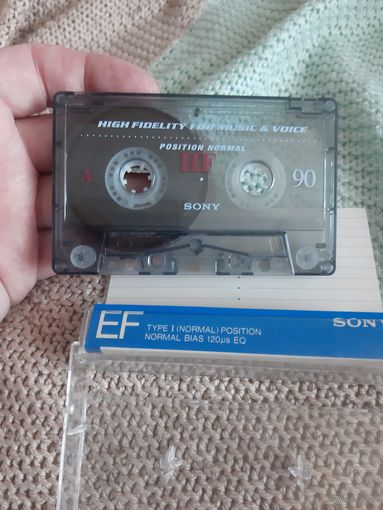 HIGH FIDELITY FOR MUSIC & VOICE
POSITION NORMAL
A HF 90
SONY
EF TYPE I (NORMAL) POSITION
NORMAL BIAS 120µs EQ
SONY